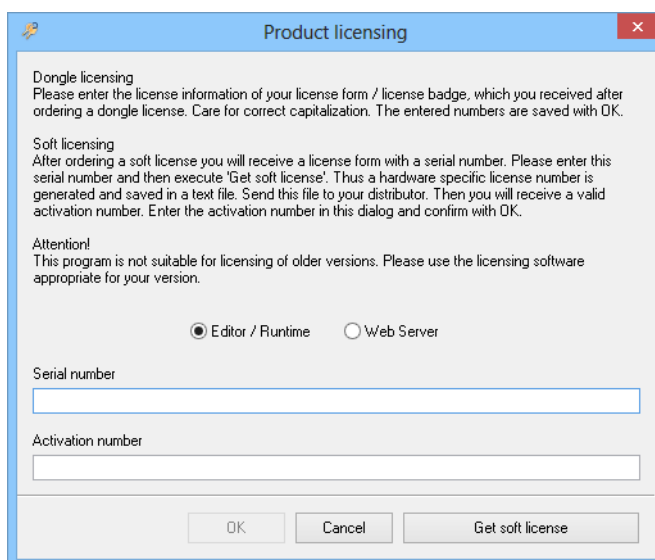 Product licensing
Dongle licensing
Please enter the license information of your license form / license badge, which you received after
ordering a dongle license. Care for correct capitalization. The entered numbers are saved with OK.
Soft licensing
After ordering a soft license you will receive a license form with a serial number. Please enter this
serial number and then execute 'Get soft license'. Thus a hardware specific license number is
generated and saved in a text file. Send this file to your distributor. Then you will receive a valid
activation number. Enter the activation number in this dialog and confirm with OK.
Attention!
This program is not suitable for licensing of older versions. Please use the licensing software
appropriate for your version.
Editor / Runtime Web Server
Serial number
Activation number
OK Cancel Get soft license